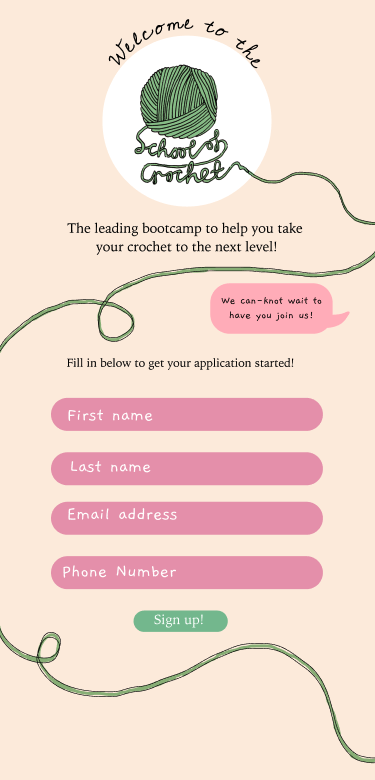 Welcome to the
School of
Crochet
The leading bootcamp to help you take
your crochet to the next level!
We can-knot wait to
have you join us!
Fill in below to get your application started!
First name
Last name
Email address
Phone Number
Sign up!